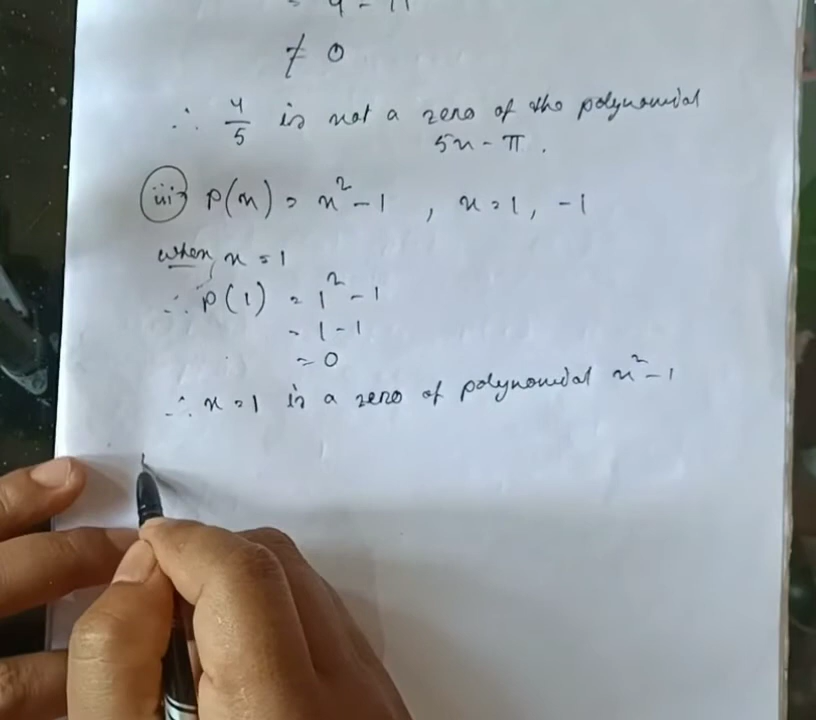 = 4 - π
≠ 0
∴ 4/5 is not a zero of the polynomial
5x - π.
(iii) P(x) = x² - 1 , x = 1, -1
when, x = 1
∴ P(1) = 1² - 1
= 1 - 1
= 0
∴ x = 1 is a zero of polynomial x² - 1